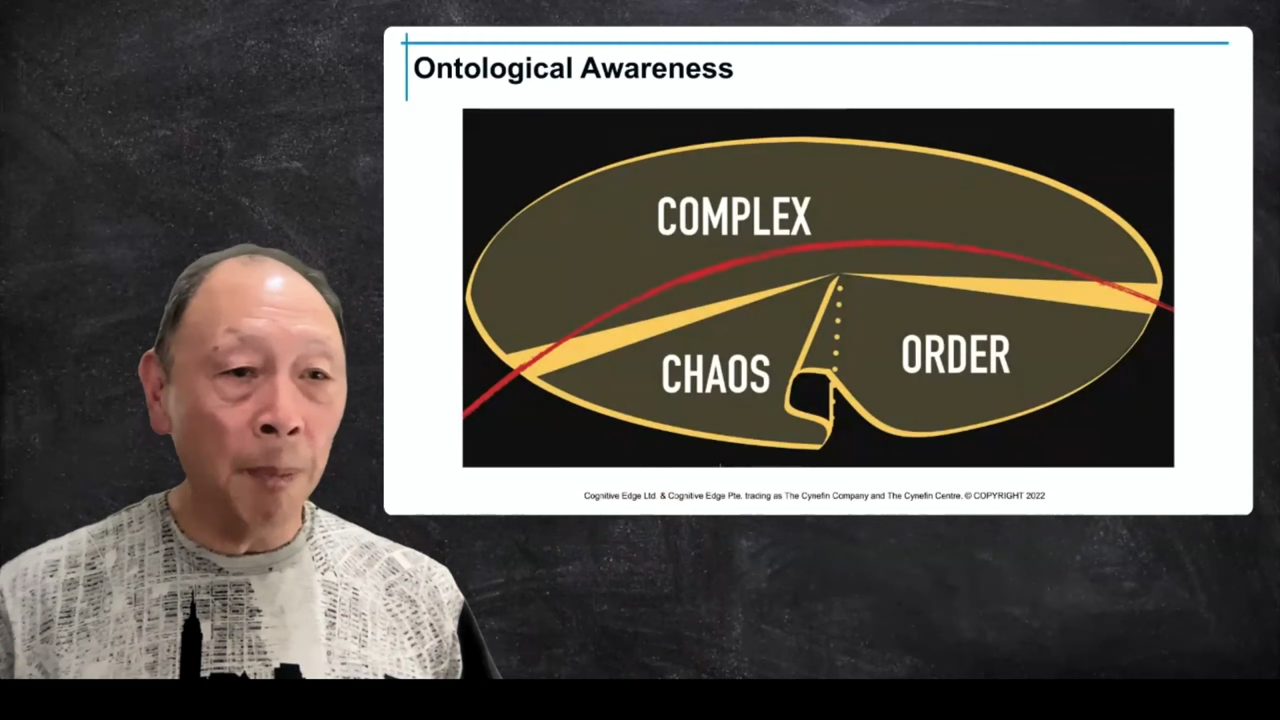 Ontological Awareness
COMPLEX
CHAOS
ORDER
Cognitive Edge Ltd. & Cognitive Edge Pte. trading as The Cynefin Company and The Cynefin Centre. © COPYRIGHT 2022